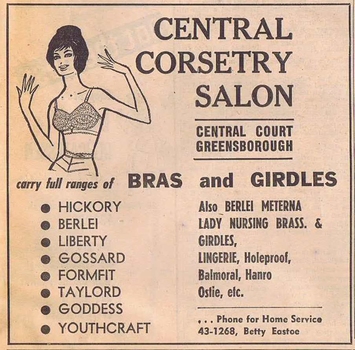 CENTRAL
CORSETRY
SALON
CENTRAL COURT
GREENSBOROUGH
carry full ranges of BRAS and GIRDLES
● HICKORY
● BERLEI
● LIBERTY
● GOSSARD
● FORMFIT
● TAYLORD
● GODDESS
● YOUTHCRAFT
Also BERLEI METERNA
LADY NURSING BRASS. &
GIRDLES,
LINGERIE, Holeproof,
Balmoral, Hanro
Ostie, etc.
... Phone for Home Service
43-1268, Betty Eastoe